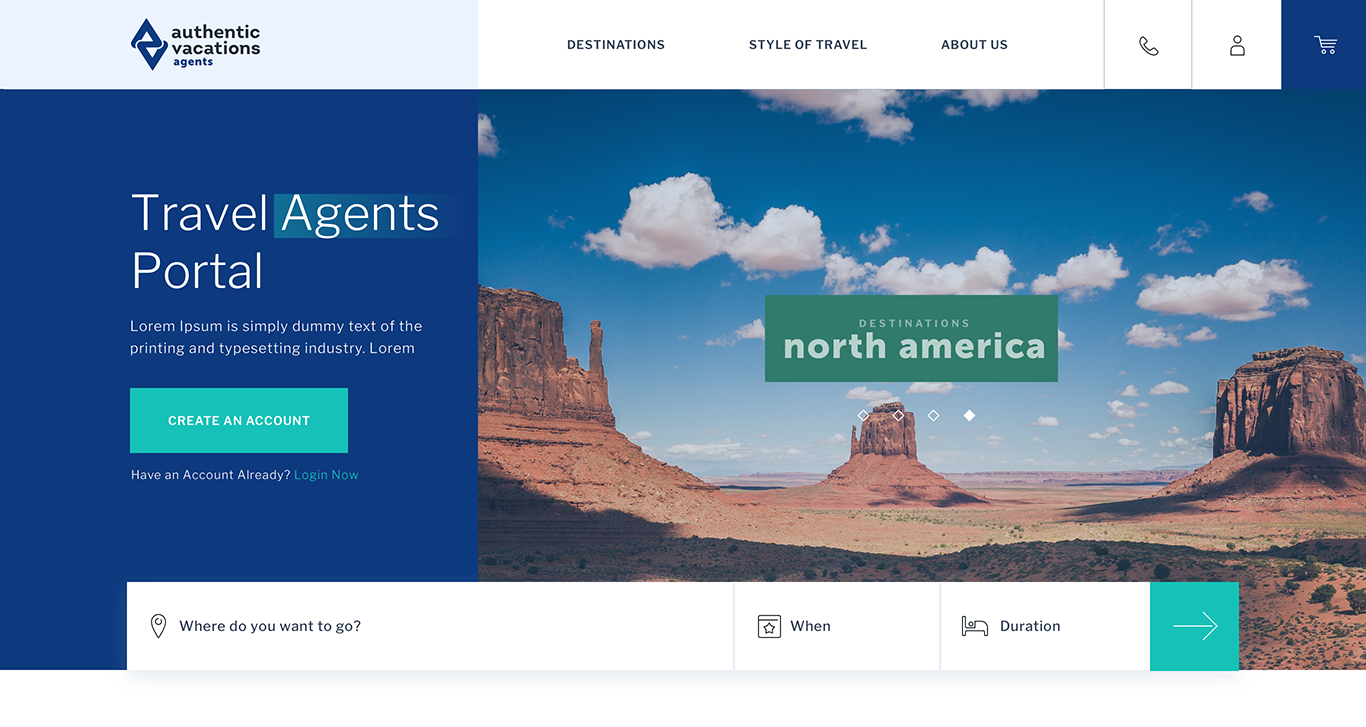 authentic
vacations
agents
DESTINATIONS
STYLE OF TRAVEL
ABOUT US
Travel Agents
Portal
Lorem Ipsum is simply dummy text of the
printing and typesetting industry. Lorem
CREATE AN ACCOUNT
Have an Account Already? Login Now
DESTINATIONS
north america
Where do you want to go?
When
Duration